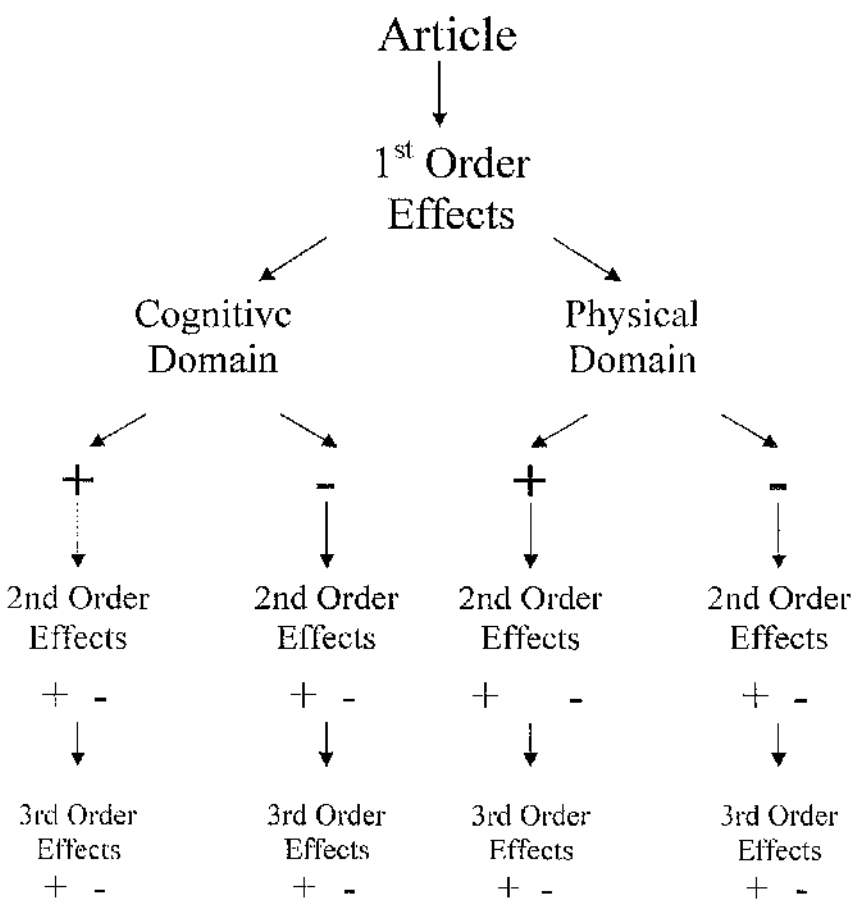 Article
1st Order
Effects
Cognitive Physical
Domain Domain
+ - + -
2nd Order 2nd Order 2nd Order 2nd Order
Effects Effects Effects Effects
+ - + - + - + -
3rd Order 3rd Order 3rd Order 3rd Order
Effects Effects Effects Effects
+ - + - + - + -